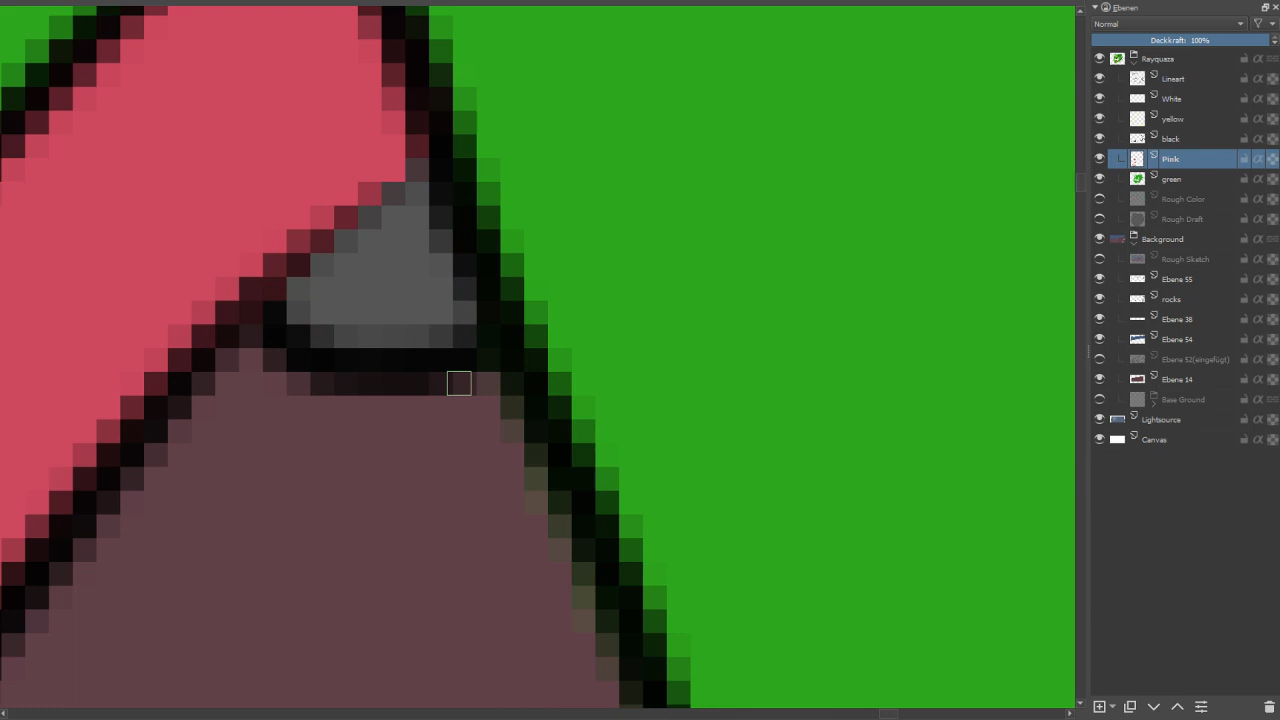 Ebenen
Normal
Deckkraft: 100%
Rayquaza
Lineart
White
yellow
black
Pink
green
Rough Color
Rough Draft
Background
Rough Sketch
Ebene 55
rocks
Ebene 38
Ebene 54
Ebene 52(eingefügt)
Ebene 14
Base Ground
Lightsource
Canvas